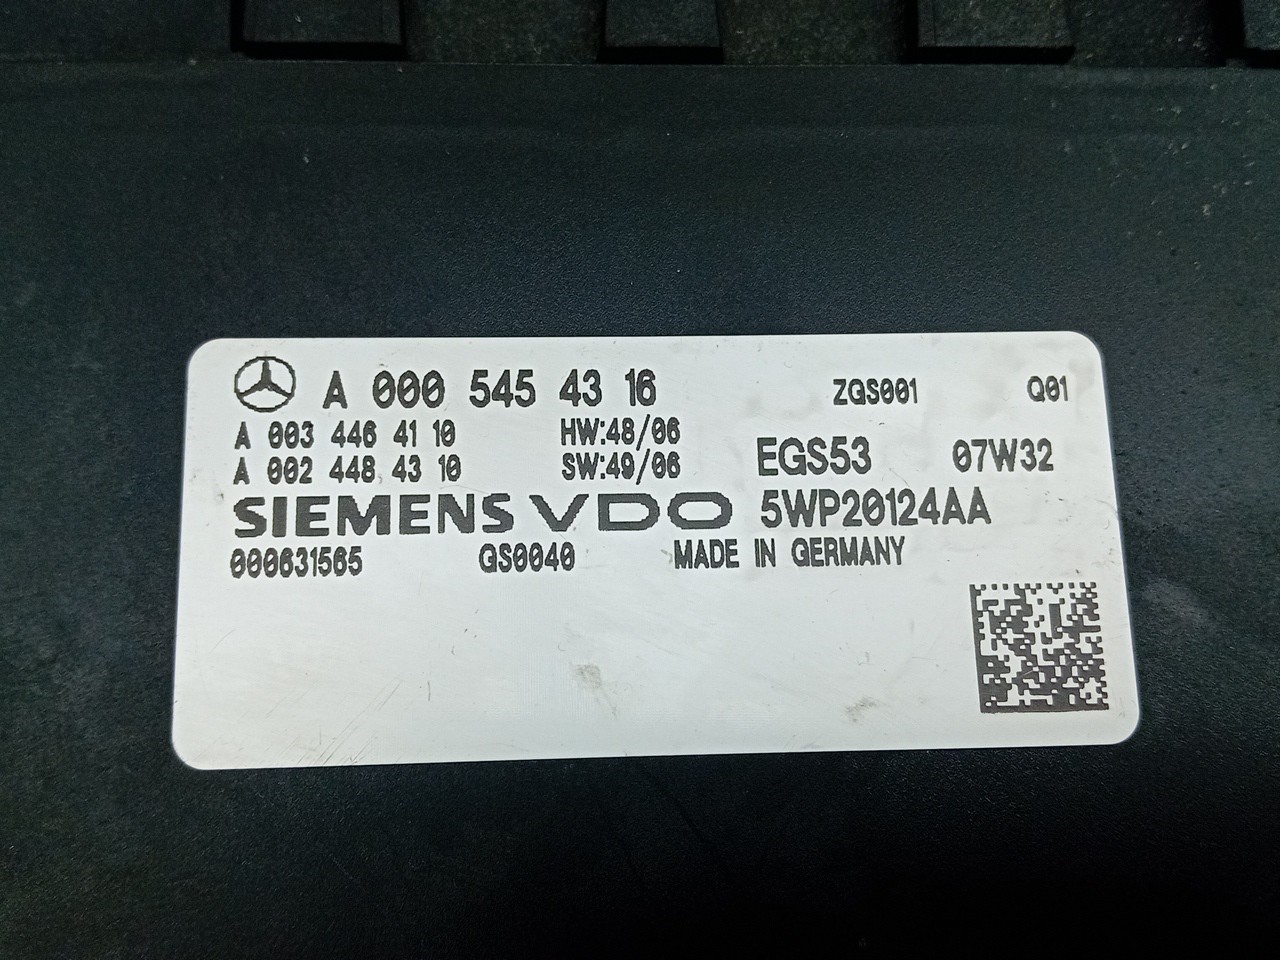 A 000 545 43 16 ZGS001 Q01
A 003 446 41 10 HW:48/06
A 002 448 43 10 SW:49/06 EGS53 07W32
SIEMENS VDO 5WP20124AA
000631565 GS0040 MADE IN GERMANY